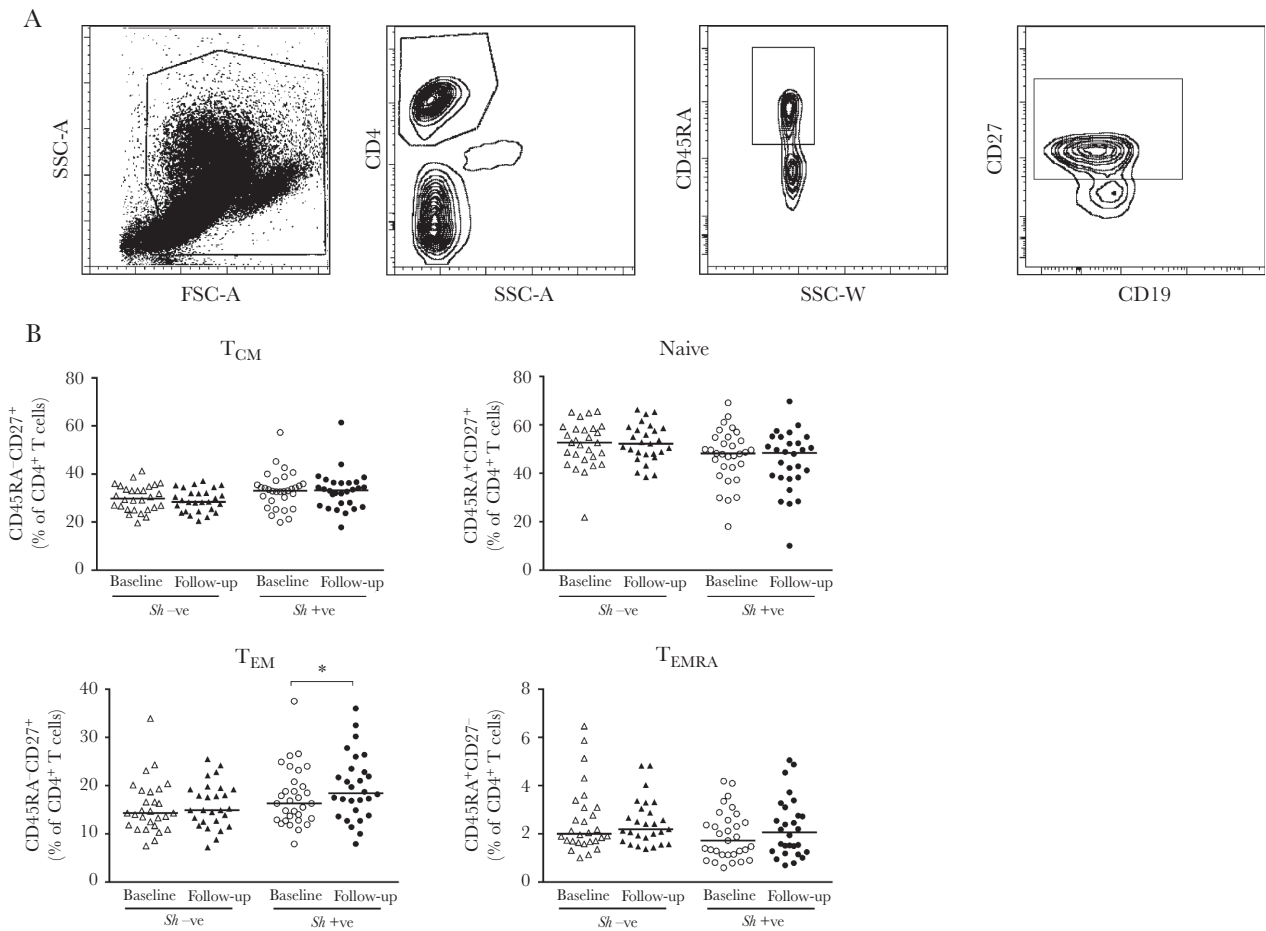 A
SSC-A
FSC-A
CD4
SSC-A
CD45RA
SSC-W
CD27
CD19
B
T_CM
CD45RA⁻CD27⁺
(% of CD4⁺ T cells)
80
60
40
20
0
Baseline Follow-up Baseline Follow-up
Sh –ve Sh +ve
Naive
CD45RA⁺CD27⁺
(% of CD4⁺ T cells)
80
60
40
20
0
Baseline Follow-up Baseline Follow-up
Sh –ve Sh +ve
T_EM
*
CD45RA⁻CD27⁺
(% of CD4⁺ T cells)
40
30
20
10
0
Baseline Follow-up Baseline Follow-up
Sh –ve Sh +ve
T_EMRA
CD45RA⁺CD27⁻
(% of CD4⁺ T cells)
8
6
4
2
0
Baseline Follow-up Baseline Follow-up
Sh –ve Sh +ve